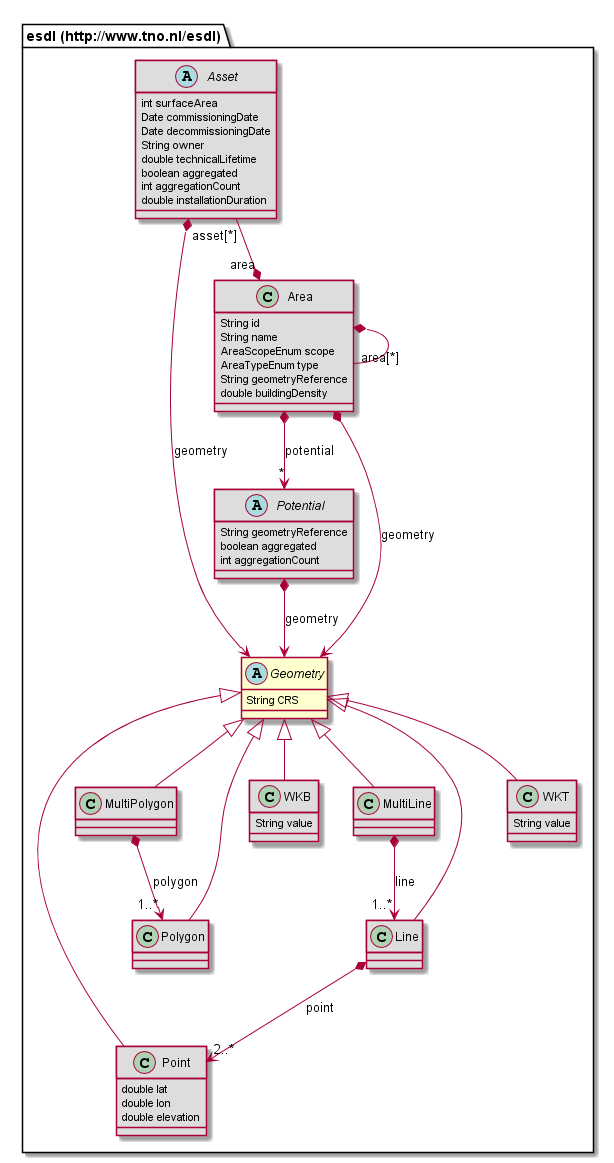 esdl (http://www.tno.nl/esdl)
A Asset
int surfaceArea
Date commissioningDate
Date decommissioningDate
String owner
double technicalLifetime
boolean aggregated
int aggregationCount
double installationDuration
asset[*]
area
C Area
String id
String name
AreaScopeEnum scope
AreaTypeEnum type
String geometryReference
double buildingDensity
area[*]
geometry
potential
*
geometry
A Potential
String geometryReference
boolean aggregated
int aggregationCount
geometry
A Geometry
String CRS
C MultiPolygon
C WKB
String value
C MultiLine
C WKT
String value
polygon
1..*
line
1..*
C Polygon
C Line
point
2..*
C Point
double lat
double lon
double elevation